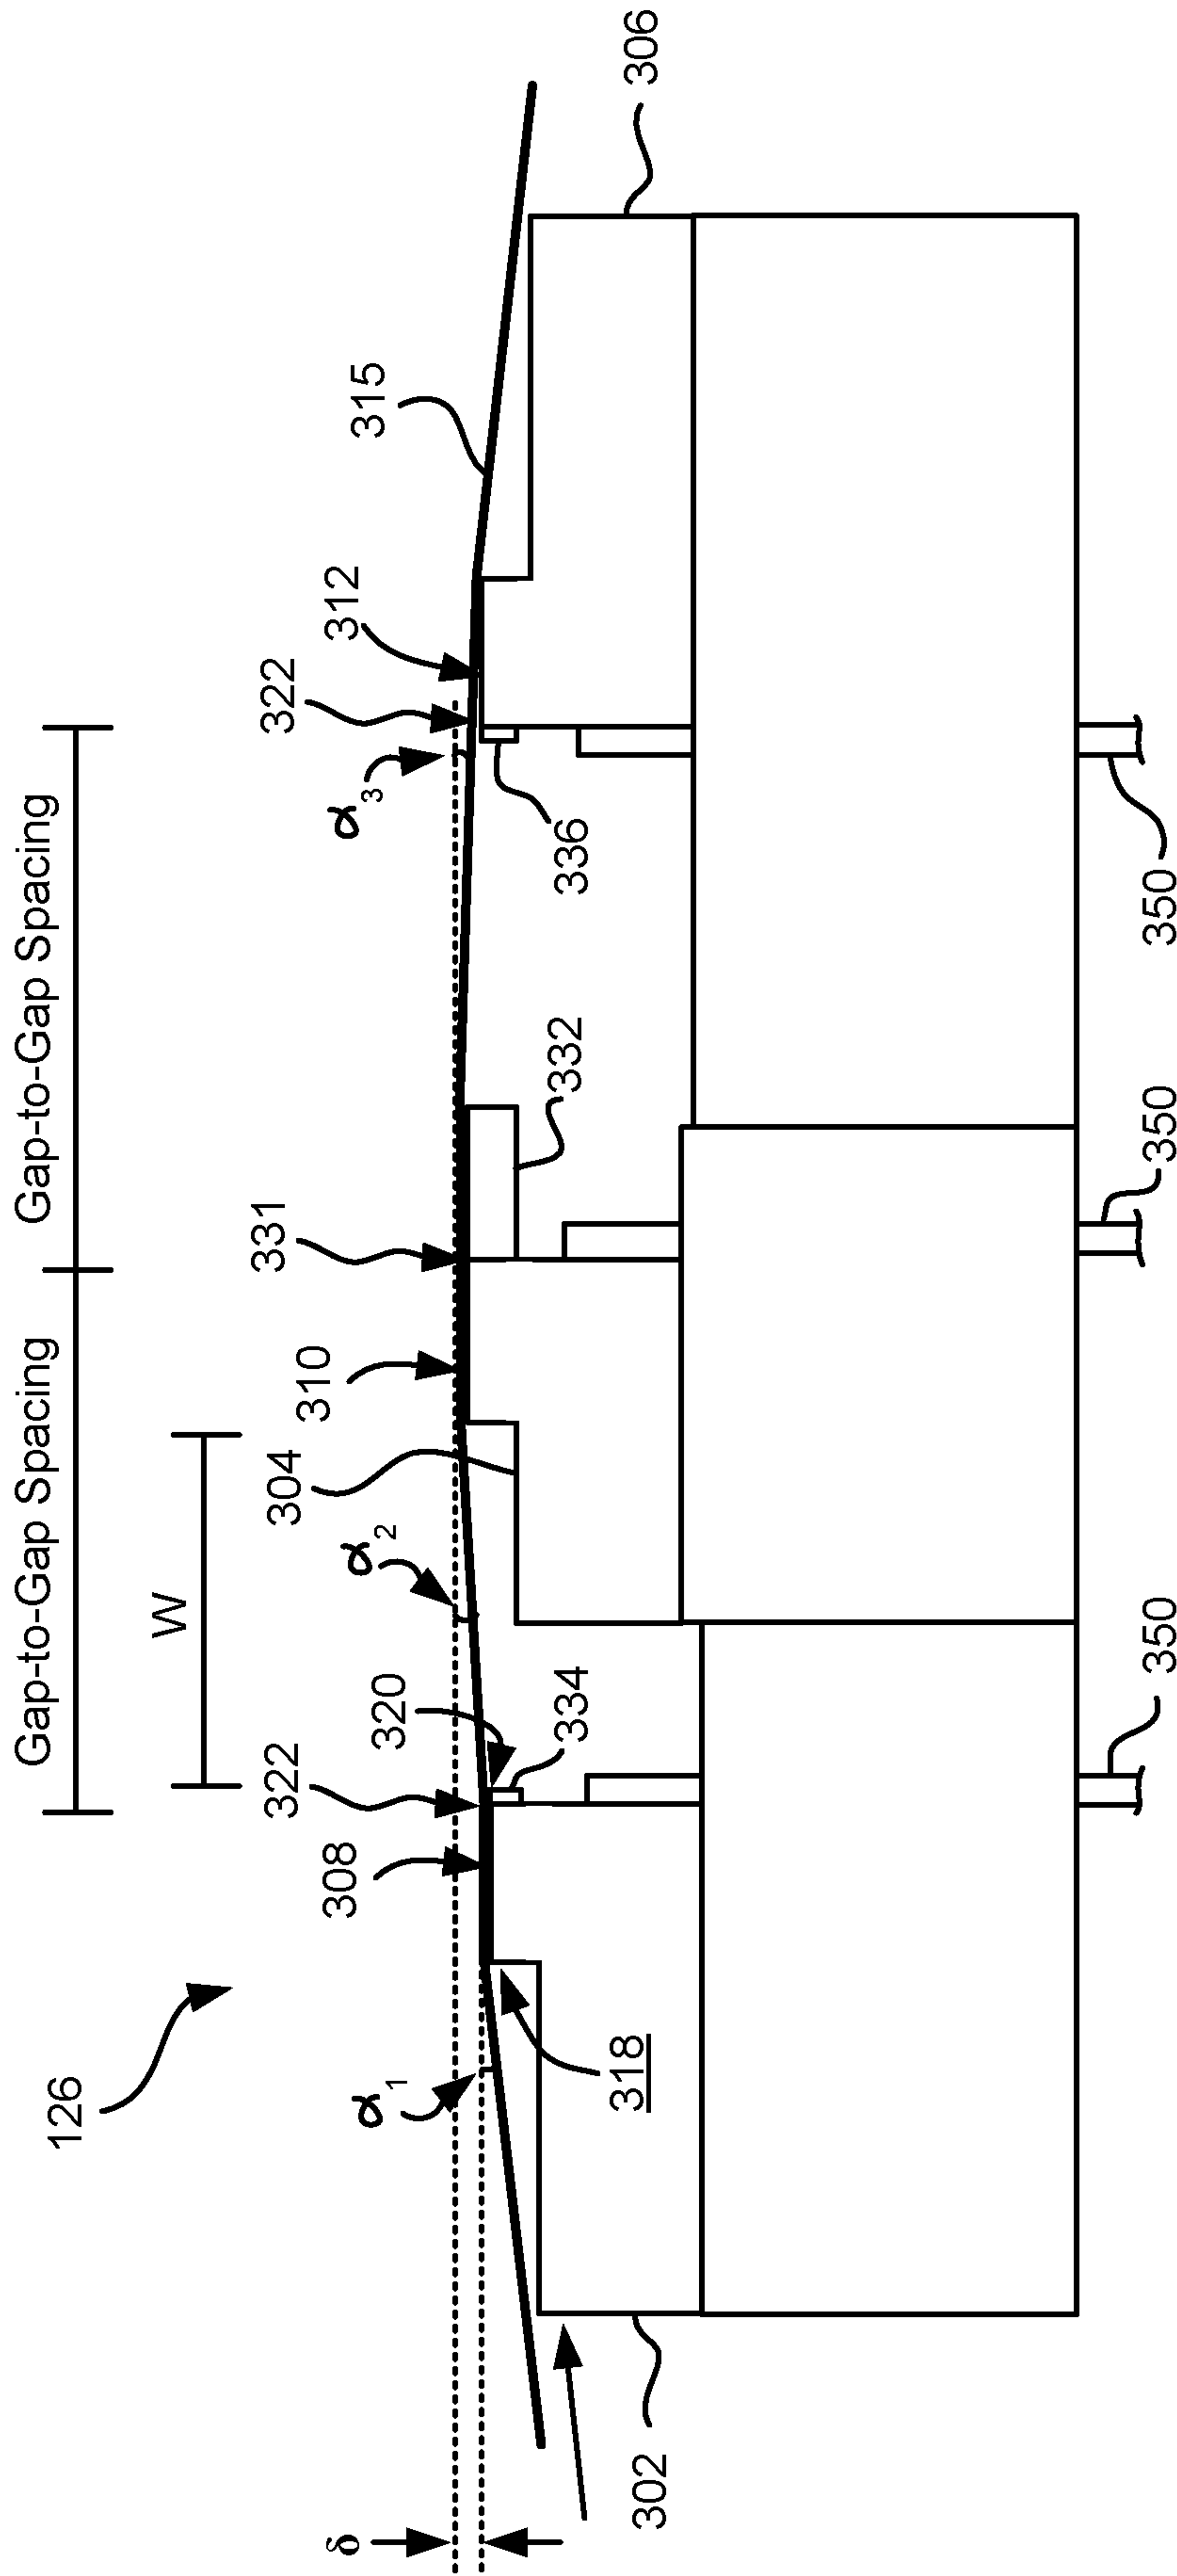 Gap-to-Gap Spacing
Gap-to-Gap Spacing
W
126
δ
α1
308
322
320
334
α2
304
310
331
332
α3
322
312
336
315
306
318
302
350
350
350